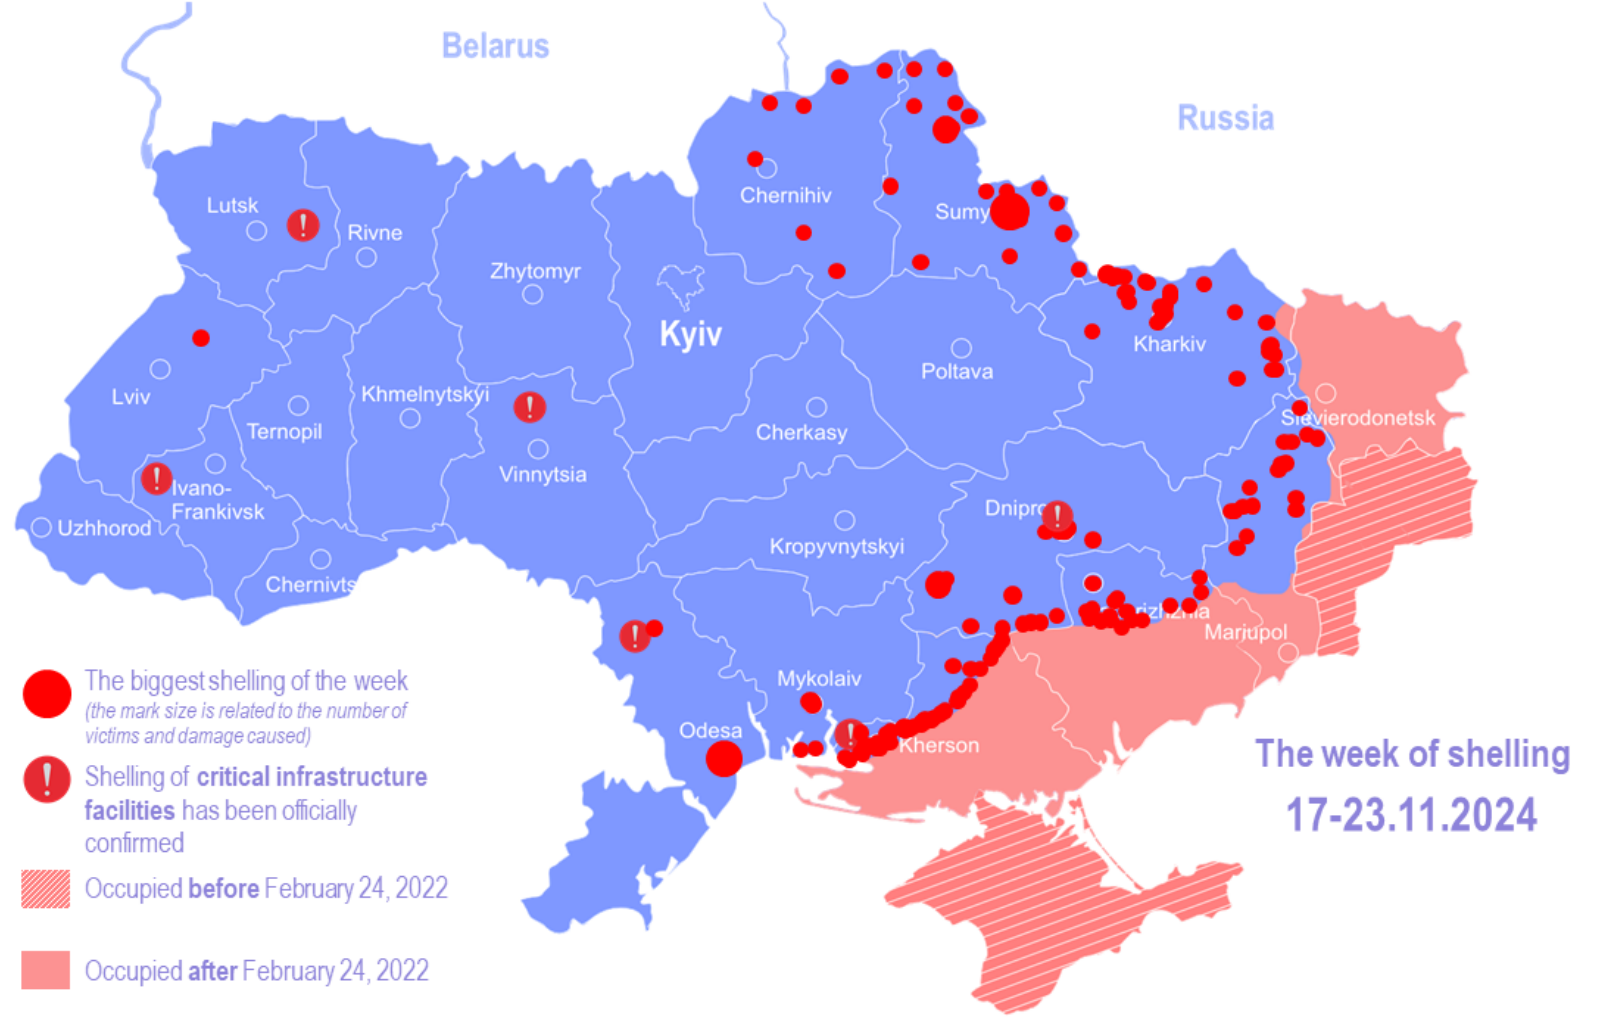 Belarus
Russia
Lutsk
Rivne
Chernihiv
Sumy
Zhytomyr
Kyiv
Kharkiv
Poltava
Lviv
Khmelnytskyi
Ternopil
Cherkasy
Sievierodonetsk
Vinnytsia
Ivano-
Frankivsk
Uzhhorod
Dnipro
Kropyvnytskyi
Chernivts
rizhzhia
Mariupol
Mykolaiv
Odesa
Kherson
The biggest shelling of the week
(the mark size is related to the number of
victims and damage caused)
Shelling of critical infrastructure
facilities has been officially
confirmed
Occupied before February 24, 2022
Occupied after February 24, 2022
The week of shelling
17-23.11.2024